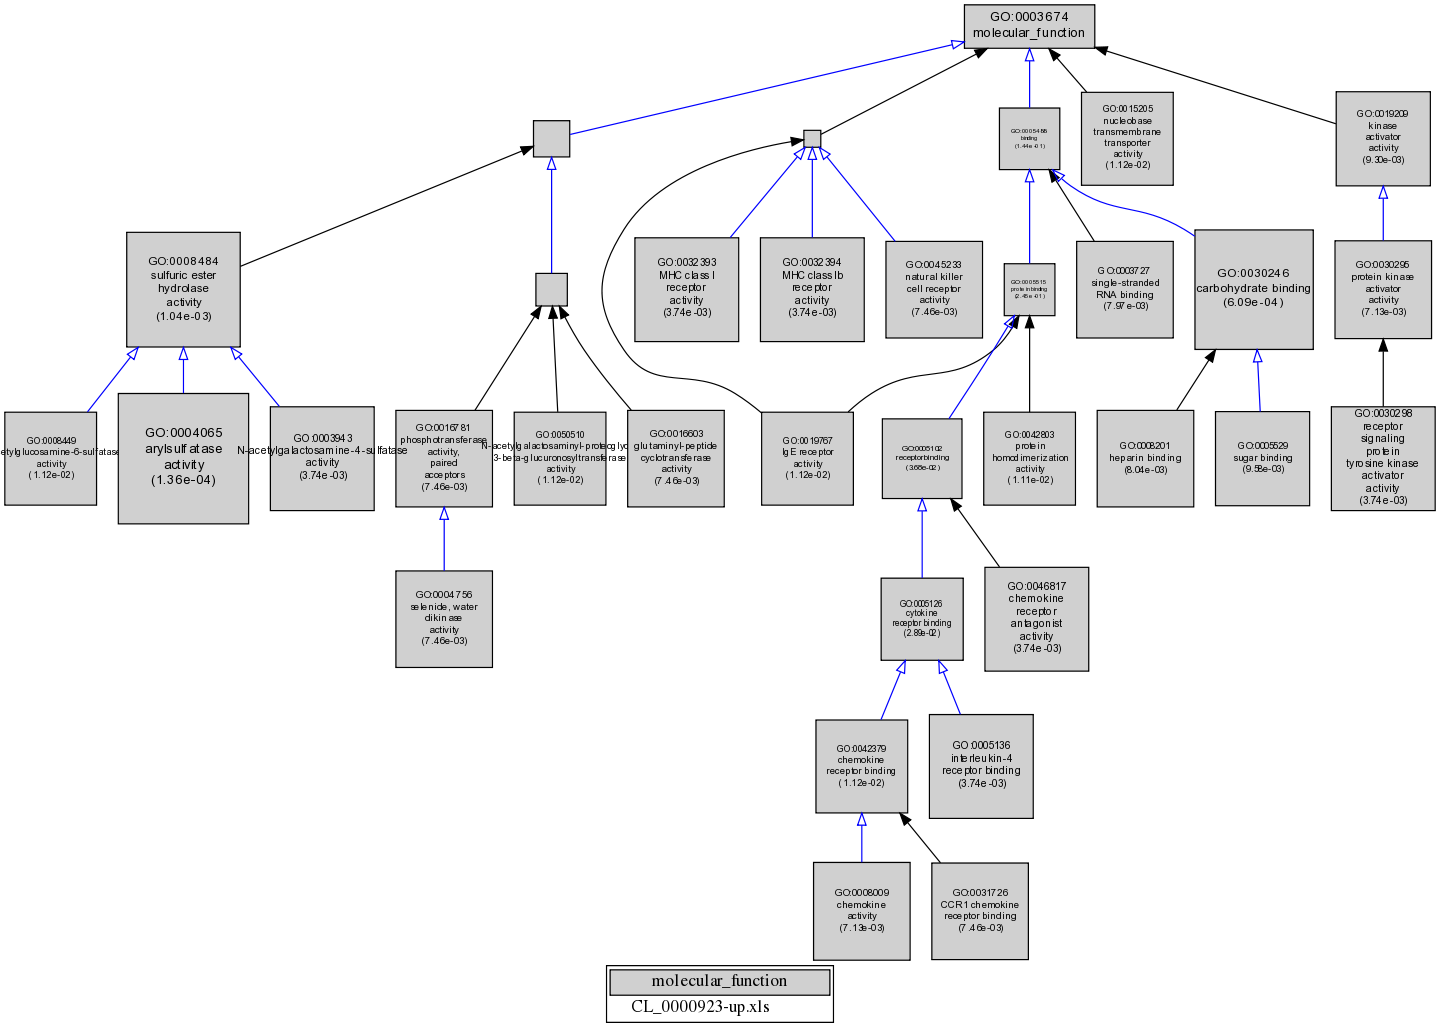 GO:0003674
molecular_function
GO:0015205
nucleobase
transmembrane
transporter
activity
(1.12e-02)
GO:0019209
kinase
activator
activity
(9.30e-03)
GO:0005488
binding
(1.44e-01)
GO:0008484
sulfuric ester
hydrolase
activity
(1.04e-03)
GO:0032393
MHC class I
receptor
activity
(3.74e-03)
GO:0032394
MHC class Ib
receptor
activity
(3.74e-03)
GO:0045233
natural killer
cell receptor
activity
(7.46e-03)
GO:0005515
protein binding
(2.45e-01)
GO:0003727
single-stranded
RNA binding
(7.97e-03)
GO:0030246
carbohydrate binding
(6.09e-04)
GO:0030295
protein kinase
activator
activity
(7.13e-03)
GO:0008449
etylglucosamine-6-sulfatase
activity
(1.12e-02)
GO:0004065
arylsulfatase
activity
(1.36e-04)
GO:0003943
N-acetylgalactosamine-4-sulfatase
activity
(3.74e-03)
GO:0016781
phosphotransferase
activity,
paired
acceptors
(7.46e-03)
GO:0050510
N-acetylgalactosaminyl-proteoglyc
3-beta-glucuronosyltransferase
activity
(1.12e-02)
GO:0016603
glutaminyl-peptide
cyclotransferase
activity
(7.46e-03)
GO:0019767
IgE receptor
activity
(1.12e-02)
GO:0005102
receptor binding
(3.68e-02)
GO:0042803
protein
homodimerization
activity
(1.11e-02)
GO:0008201
heparin binding
(8.04e-03)
GO:0005529
sugar binding
(9.58e-03)
GO:0030298
receptor
signaling
protein
tyrosine kinase
activator
activity
(3.74e-03)
GO:0004756
selenide, water
dikinase
activity
(7.46e-03)
GO:0005126
cytokine
receptor binding
(2.89e-02)
GO:0046817
chemokine
receptor
antagonist
activity
(3.74e-03)
GO:0042379
chemokine
receptor binding
(1.12e-02)
GO:0005136
interleukin-4
receptor binding
(3.74e-03)
GO:0008009
chemokine
activity
(7.13e-03)
GO:0031726
CCR1 chemokine
receptor binding
(7.46e-03)
molecular_function
CL_0000923-up.xls